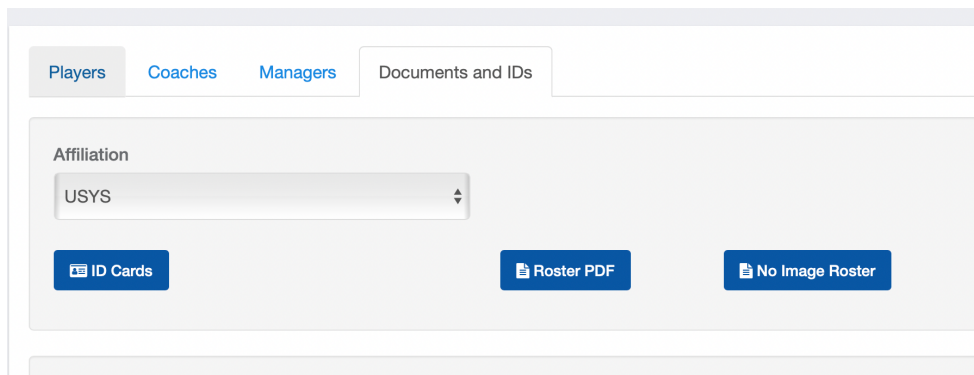 Players Coaches Managers Documents and IDs
Affiliation
USYS
ID Cards Roster PDF No Image Roster